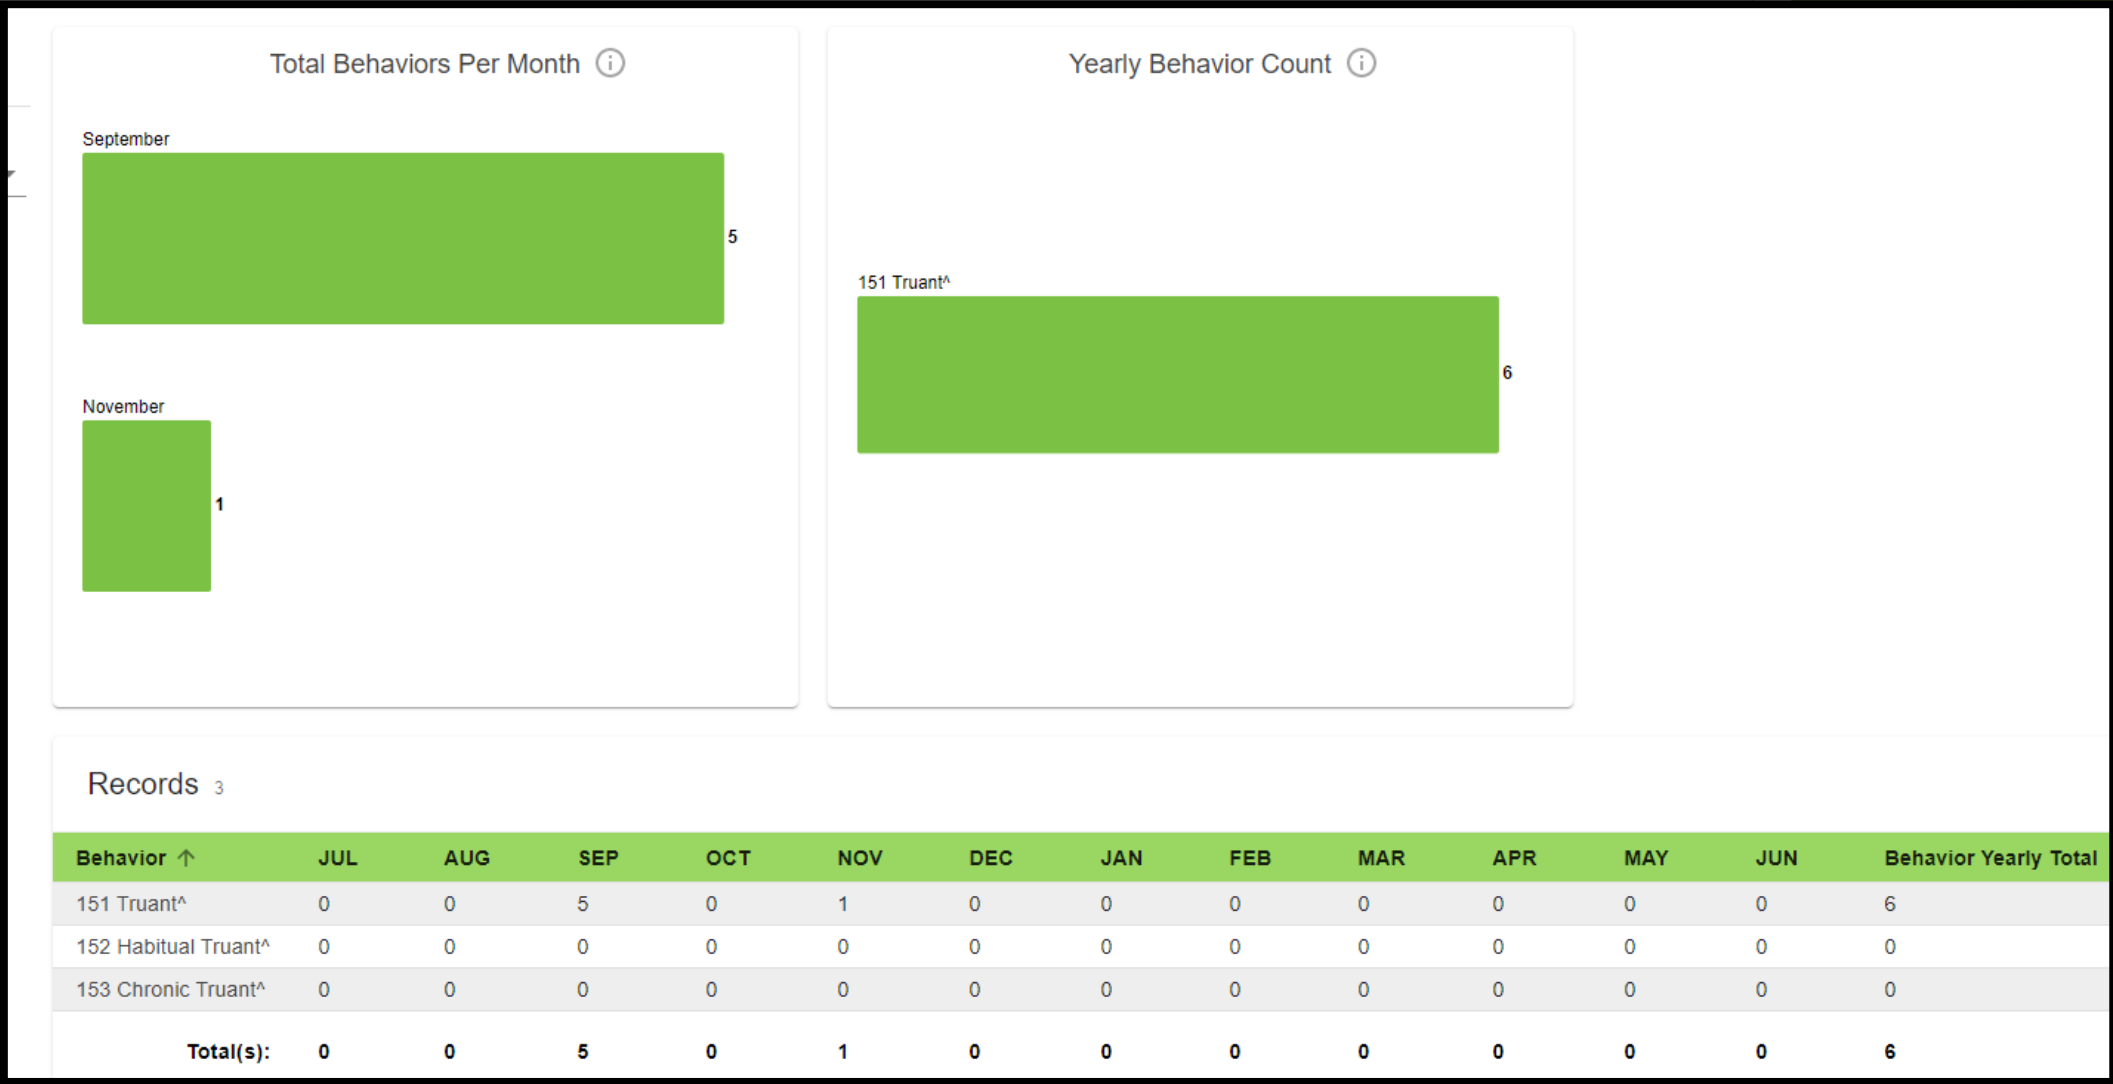 Total Behaviors Per Month
September
5
November
1
Yearly Behavior Count
151 Truant^
6
Records 3
Behavior JUL AUG SEP OCT NOV DEC JAN FEB MAR APR MAY JUN Behavior Yearly Total
151 Truant^ 0 0 5 0 1 0 0 0 0 0 0 0 6
152 Habitual Truant^ 0 0 0 0 0 0 0 0 0 0 0 0 0
153 Chronic Truant^ 0 0 0 0 0 0 0 0 0 0 0 0 0
Total(s): 0 0 5 0 1 0 0 0 0 0 0 0 6